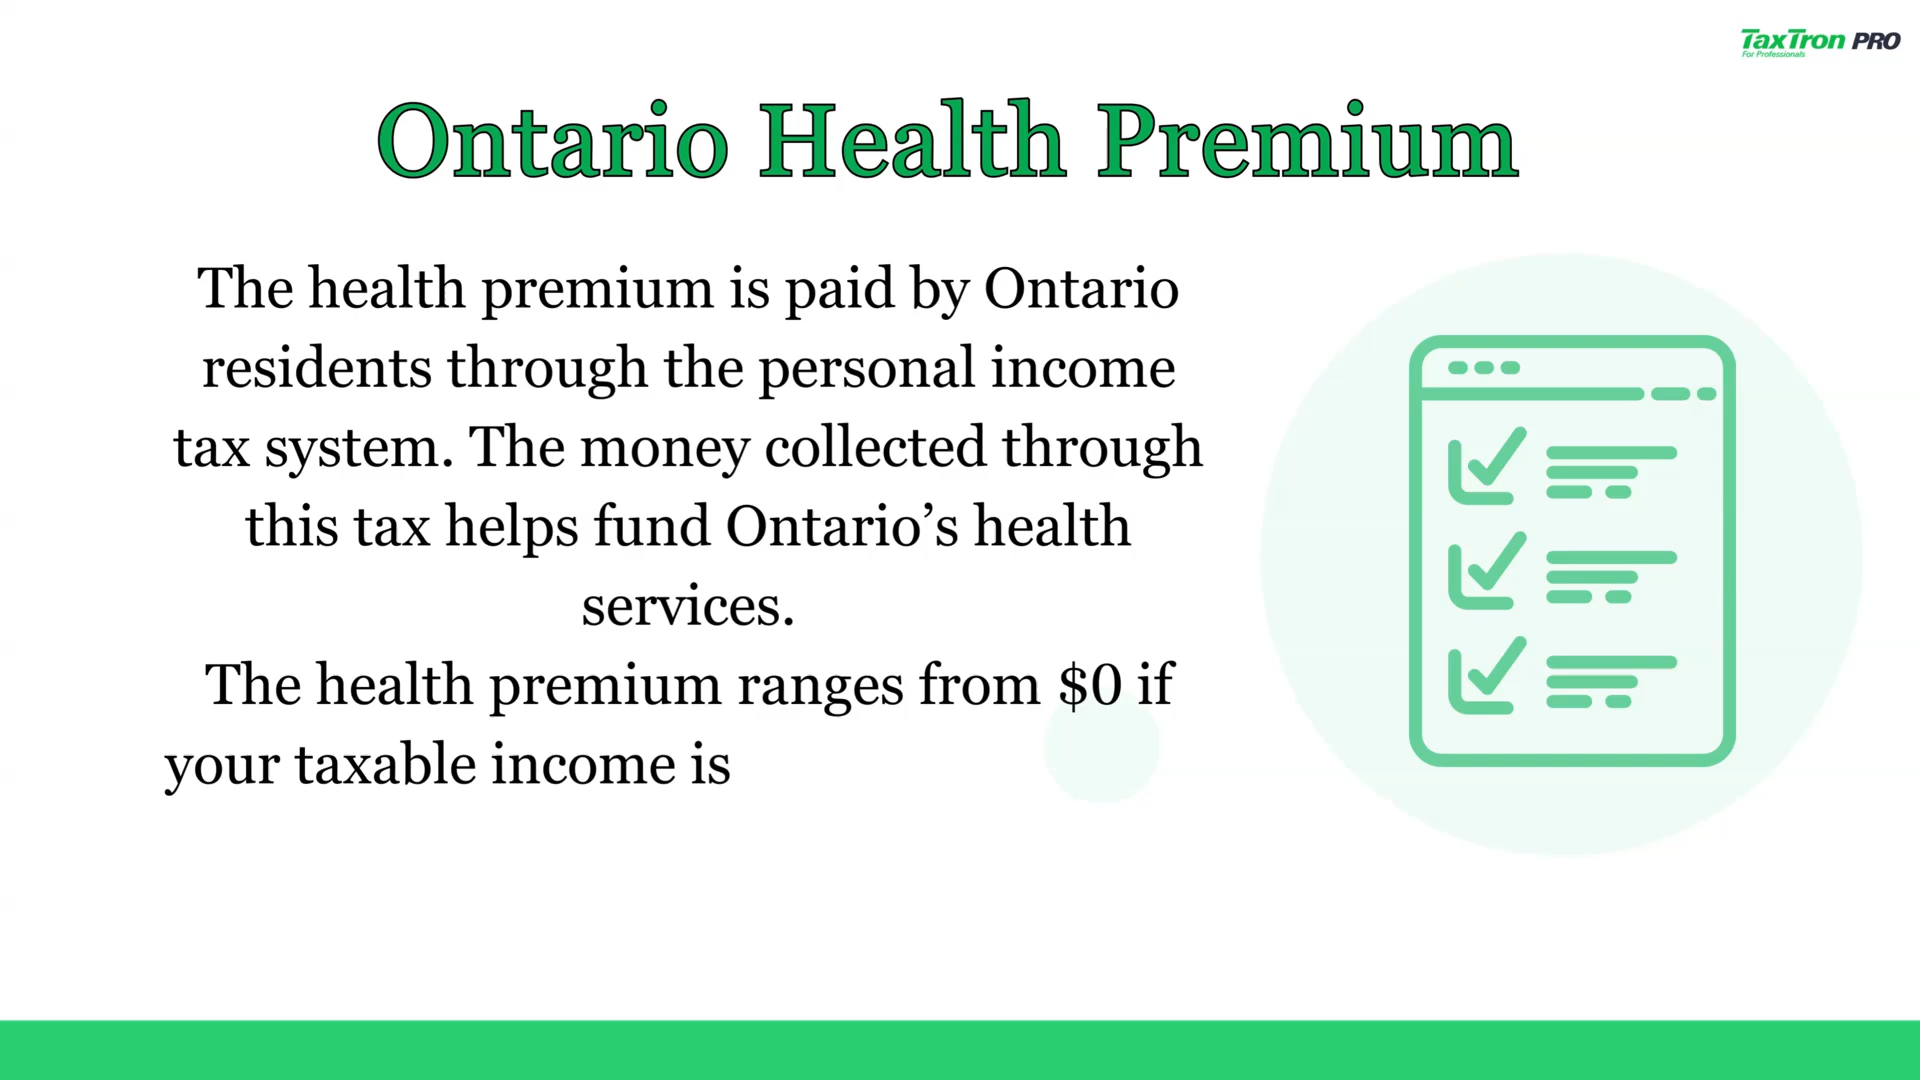 TaxTron PRO
For Professionals
Ontario Health Premium
The health premium is paid by Ontario
residents through the personal income
tax system. The money collected through
this tax helps fund Ontario’s health
services.
The health premium ranges from $0 if
your taxable income is